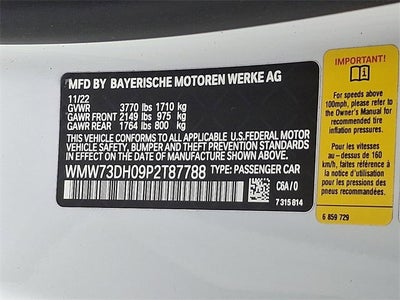 MFD BY BAYERISCHE MOTOREN WERKE AG
11/22
GVWR 3770 lbs 1710 kg
GAWR FRONT 2149 lbs 975 kg
GAWR REAR 1764 lbs 800 kg
THIS VEHICLE CONFORMS TO ALL APPLICABLE U.S.FEDERAL MOTOR
VEHICLE SAFETY, BUMPER, AND THEFT PREVENTION STANDARDS
IN EFFECT ON THE DATE OF MANUFACTURE SHOWN ABOVE.
WMW73DH09P2T87788 TYPE: PASSENGER CAR
C6A/0
7315814
IMPORTANT!
For speeds above
100mph, please refer to
the Owner's Manual for
recommended tire
inflation pressures.
Pour les vitesses
au-dessus de 160
km/h, faites référence
à la notice d'utilisation
pour les pressions des
pneus recommandées.
6 859 729